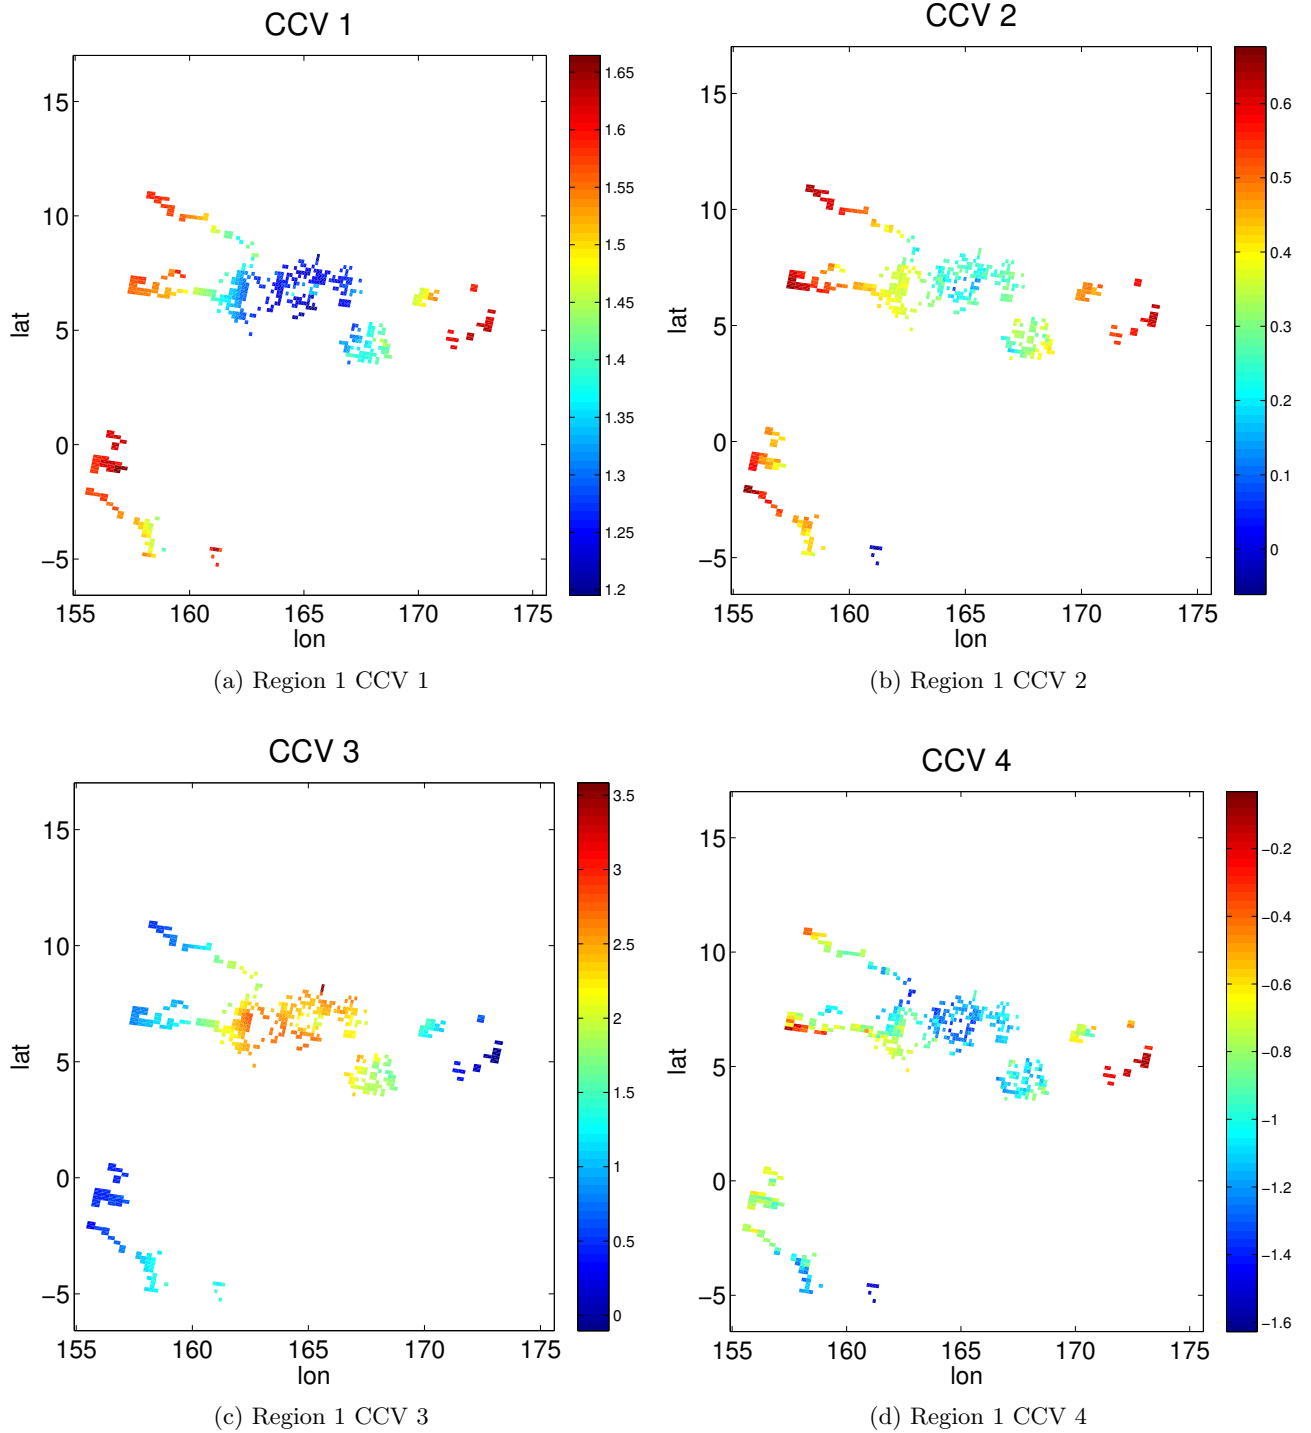 CCV 1
15
10
5
0
−5
lat
155 160 165 170 175
lon
1.65
1.6
1.55
1.5
1.45
1.4
1.35
1.3
1.25
1.2
(a) Region 1 CCV 1
CCV 2
15
10
5
0
−5
lat
155 160 165 170 175
lon
0.6
0.5
0.4
0.3
0.2
0.1
0
(b) Region 1 CCV 2
CCV 3
15
10
5
0
−5
lat
155 160 165 170 175
lon
3.5
3
2.5
2
1.5
1
0.5
0
(c) Region 1 CCV 3
CCV 4
15
10
5
0
−5
lat
155 160 165 170 175
lon
−0.2
−0.4
−0.6
−0.8
−1
−1.2
−1.4
−1.6
(d) Region 1 CCV 4